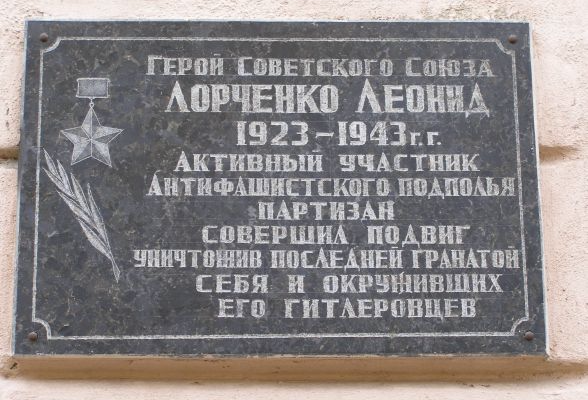 Герой Советского Союза
Лорченко Леонид
1923-1943г.г.
Активный участник
Антифашистского подполья
партизан
совершил подвиг
уничтожив последней гранатой
себя и окруживших
его гитлеровцев